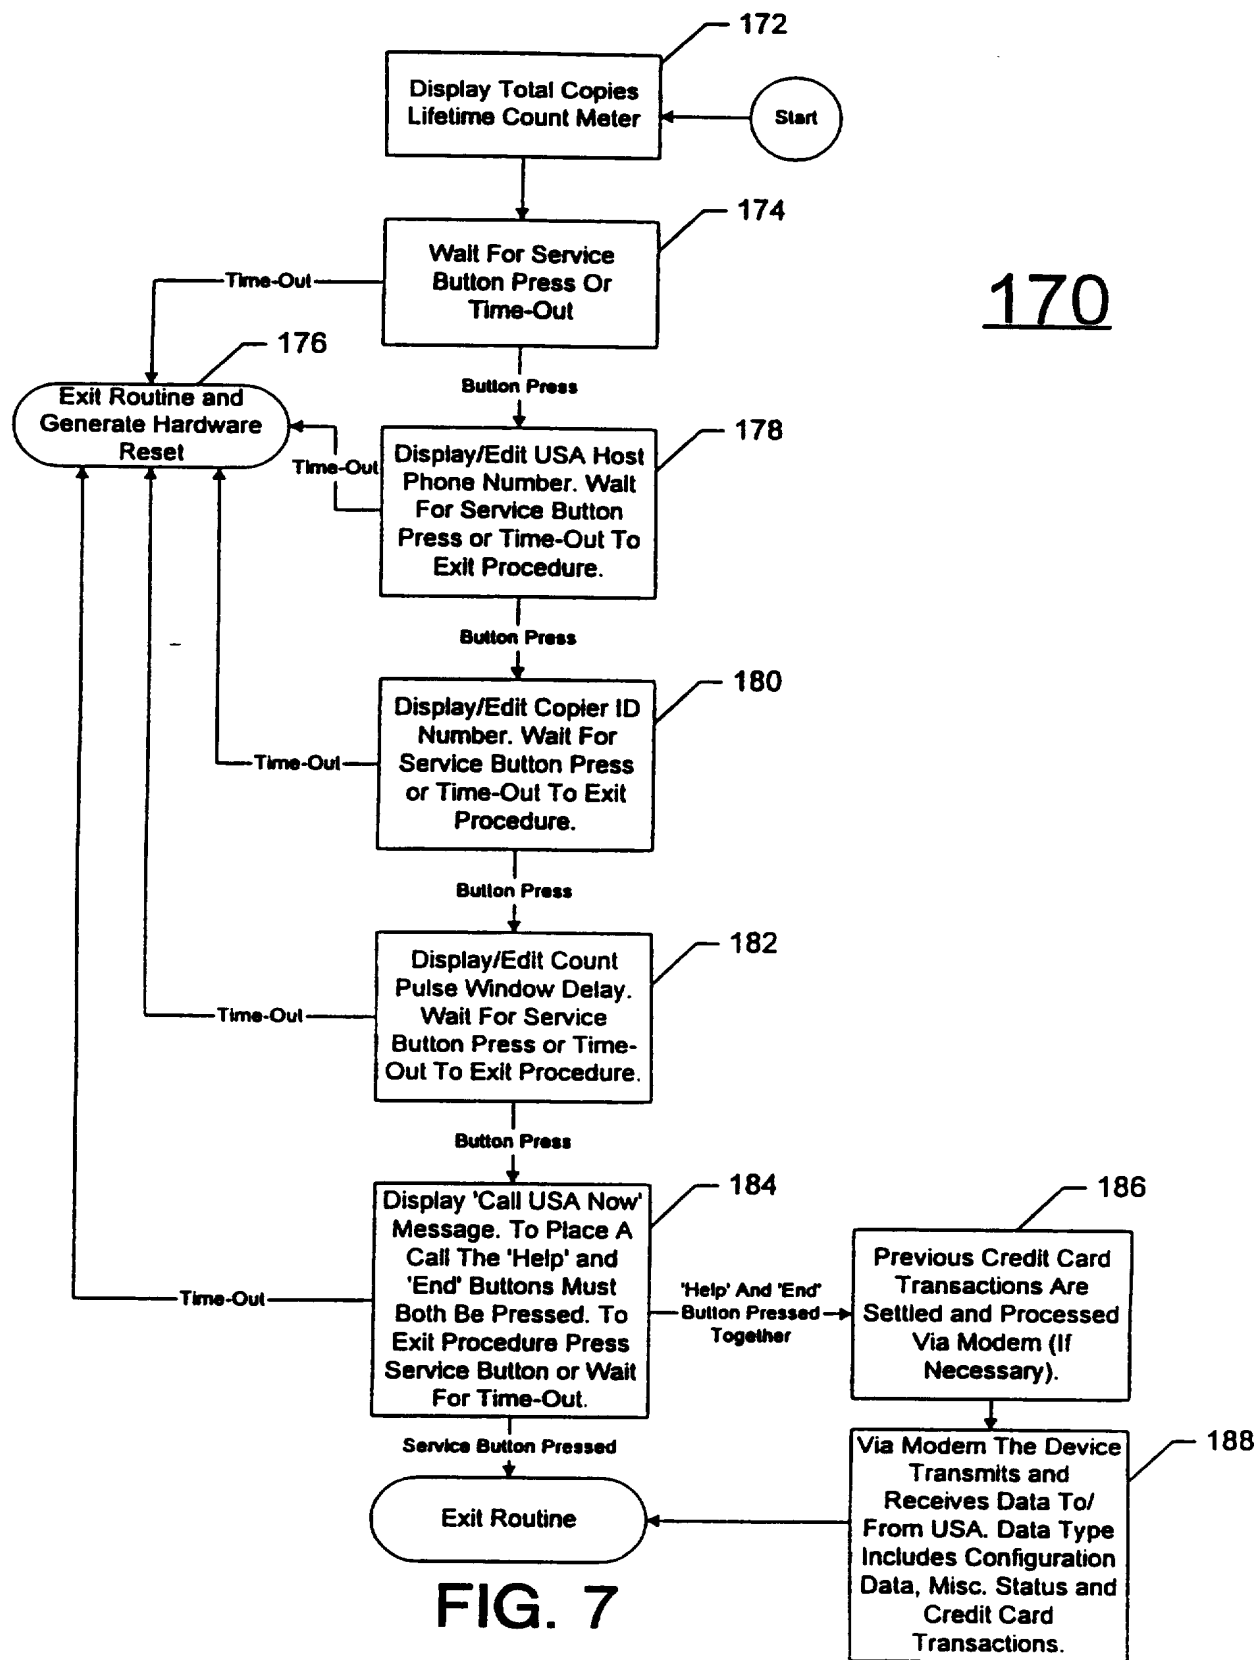 172
Display Total Copies
Lifetime Count Meter
Start
174
Wait For Service
Button Press Or
Time-Out
Time-Out
170
176
Exit Routine and
Generate Hardware
Reset
Button Press
178
Display/Edit USA Host
Phone Number. Wait
For Service Button
Press or Time-Out To
Exit Procedure.
Time-Out
Button Press
180
Display/Edit Copier ID
Number. Wait For
Service Button Press
or Time-Out To Exit
Procedure.
Time-Out
Button Press
182
Display/Edit Count
Pulse Window Delay.
Wait For Service
Button Press or Time-
Out To Exit Procedure.
Time-Out
Button Press
184
Display 'Call USA Now'
Message. To Place A
Call The 'Help' and
'End' Buttons Must
Both Be Pressed. To
Exit Procedure Press
Service Button or Wait
For Time-Out.
Time-Out
'Help' And 'End'
Button Pressed
Together
186
Previous Credit Card
Transactions Are
Settled and Processed
Via Modem (If
Necessary).
Service Button Pressed
188
Via Modem The Device
Transmits and
Receives Data To/
From USA. Data Type
Includes Configuration
Data, Misc. Status and
Credit Card
Transactions.
Exit Routine
FIG. 7